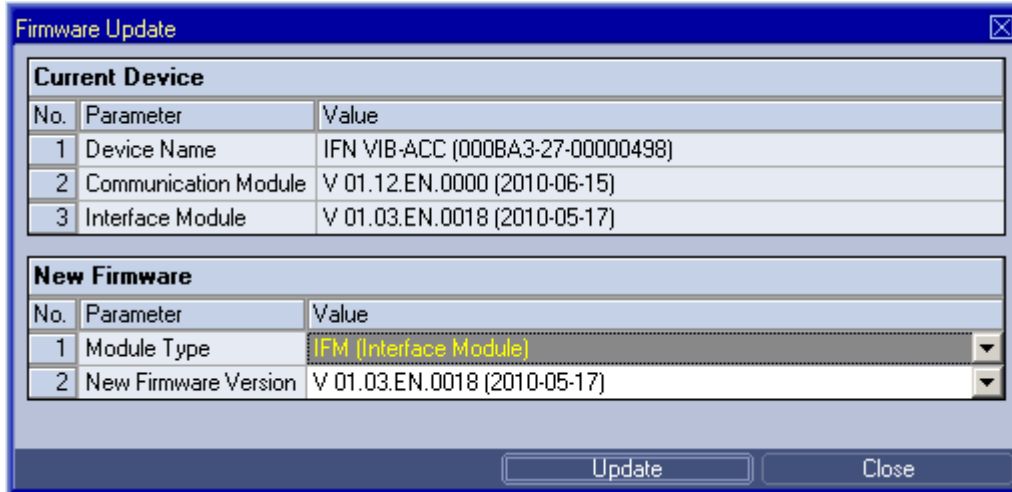 Firmware Update
Current Device
No. Parameter Value
1 Device Name IFN VIB-ACC (000BA3-27-00000498)
2 Communication Module V 01.12.EN.0000 (2010-06-15)
3 Interface Module V 01.03.EN.0018 (2010-05-17)
New Firmware
No. Parameter Value
1 Module Type IFM (Interface Module)
2 New Firmware Version V 01.03.EN.0018 (2010-05-17)
Update Close